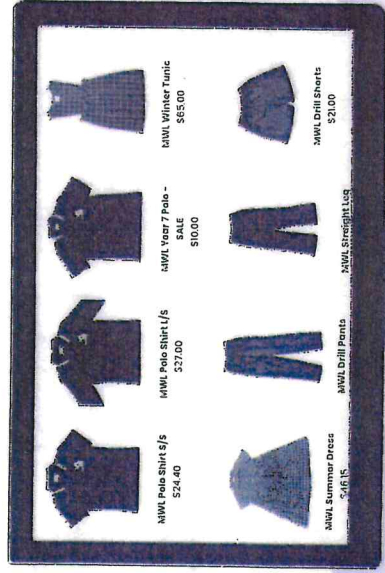 MWL Polo Shirt S/S
$24.40
MWL Polo Shirt L/S
$27.00
MWL Year 7 Polo -
SALE
$10.00
MWL Winter Tunic
$65.00
MWL Summer Dress
$46.15
MWL Drill Pants
MWL Straight Leg
MWL Drill Shorts
$21.00